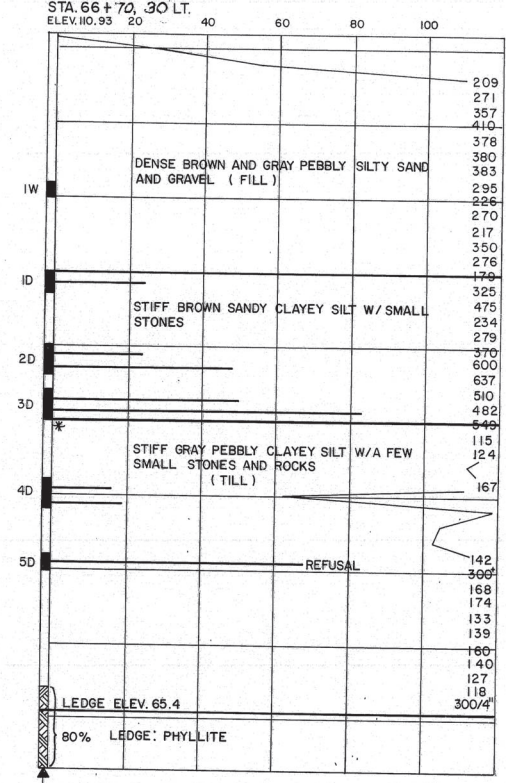 STA. 66+70, 30 LT.
ELEV. 110.93 20 40 60 80 100
209
271
357
410
378
DENSE BROWN AND GRAY PEBBLY SILTY SAND 380
AND GRAVEL ( FILL ) 383
1W 295
226
270
217
350
276
179
1D 325
STIFF BROWN SANDY CLAYEY SILT W/ SMALL 475
STONES 234
279
2D 370
600
637
510
3D 482
549
*
115
STIFF GRAY PEBBLY CLAYEY SILT W/A FEW 124
SMALL STONES AND ROCKS
( TILL ) 167
4D
142
5D REFUSAL
300+
168
174
133
139
160
140
127
118
LEDGE ELEV. 65.4 300/4"
80% LEDGE: PHYLLITE